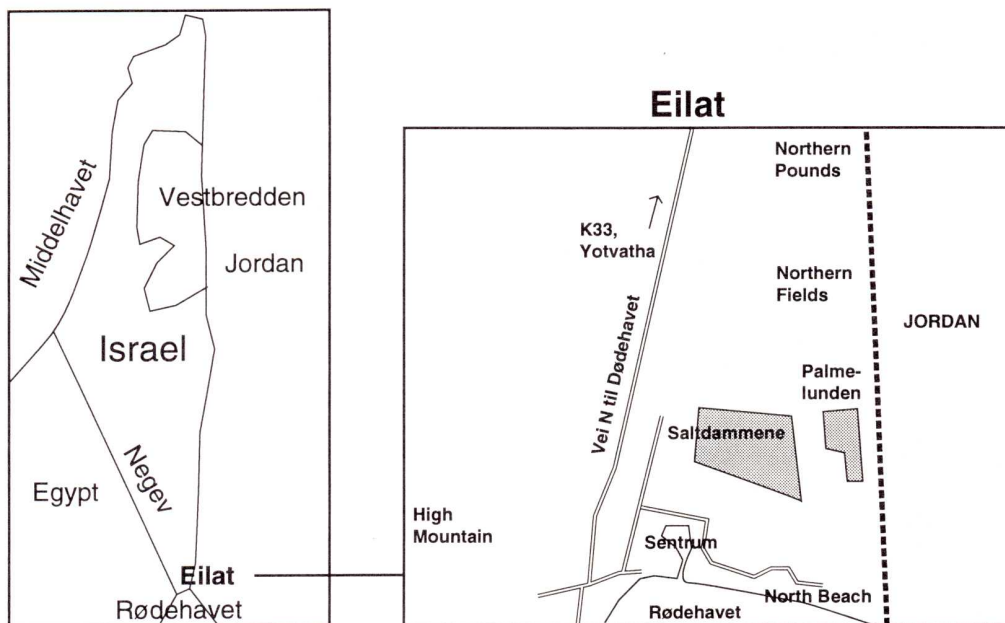 Middelhavet
Vestbredden
Jordan
Israel
Negev
Egypt
Eilat
Rødehavet
Eilat
Northern
Pounds
K33,
Yotvatha
Northern
Fields
JORDAN
Vei N til Dødehavet
Palme-
lunden
Saltdammene
High
Mountain
Sentrum
North Beach
Rødehavet